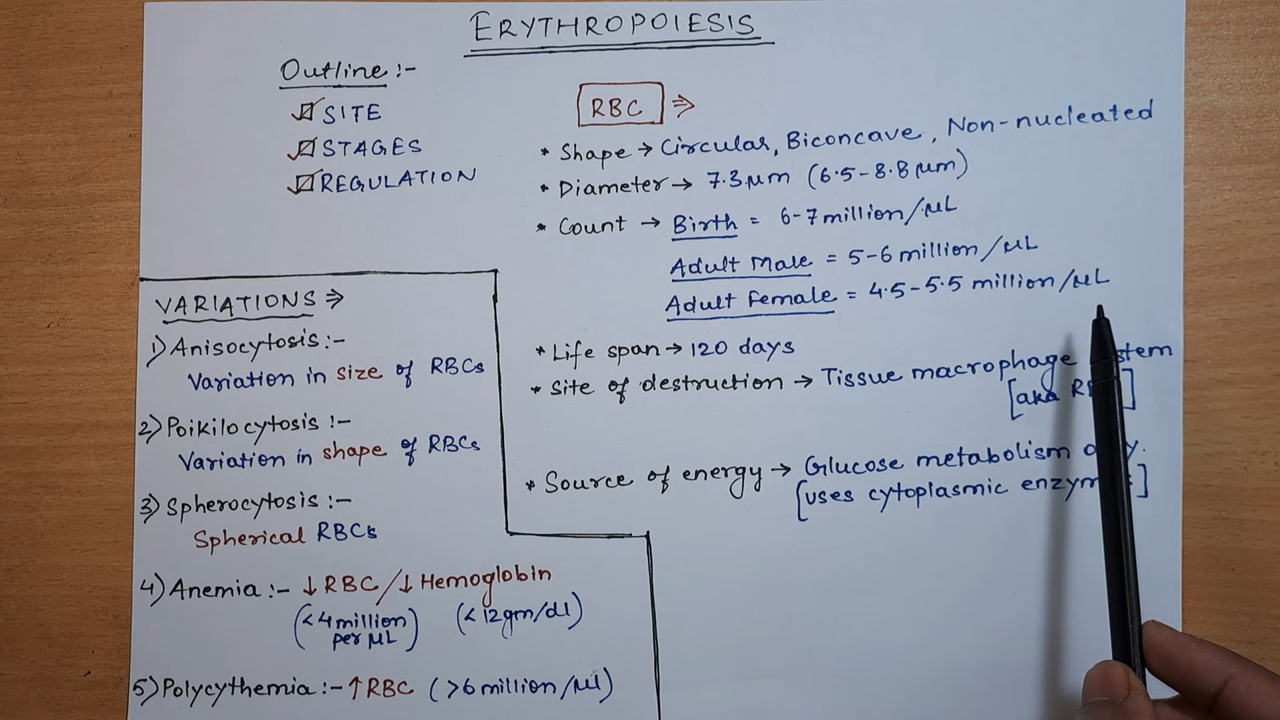 ERYTHROPOIESIS
Outline :-
SITE
STAGES
REGULATION
RBC ⇒
* Shape → Circular, Biconcave, Non-nucleated
* Diameter → 7.3 μm (6.5-8.8 μm)
* Count → Birth = 6-7 million/μL
Adult Male = 5-6 million/μL
Adult Female = 4.5-5.5 million/μL
* Life span → 120 days
* Site of destruction → Tissue macrophage
[aka
* Source of energy → Glucose metabolism
[uses cytoplasmic
VARIATIONS ⇒
1) Anisocytosis :-
Variation in size of RBCs
2) Poikilocytosis :-
Variation in shape of RBCs
3) Spherocytosis :-
Spherical RBCs
4) Anemia :- ↓ RBC/↓ Hemoglobin
(<4 million per μL) (<12gm/dl)
5) Polycythemia :- ↑ RBC (>6 million/μl)